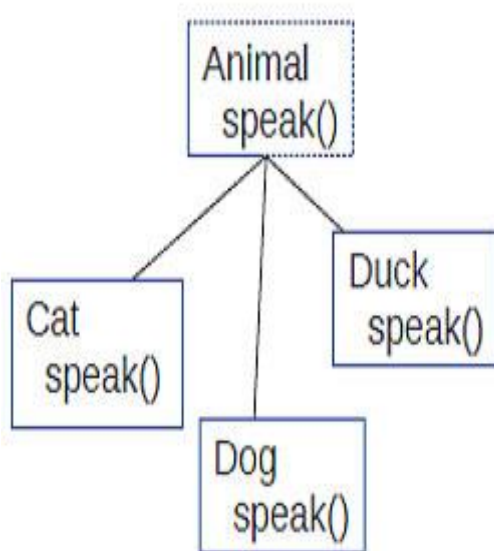 Animal
speak()
Duck
speak()
Cat
speak()
Dog
speak()